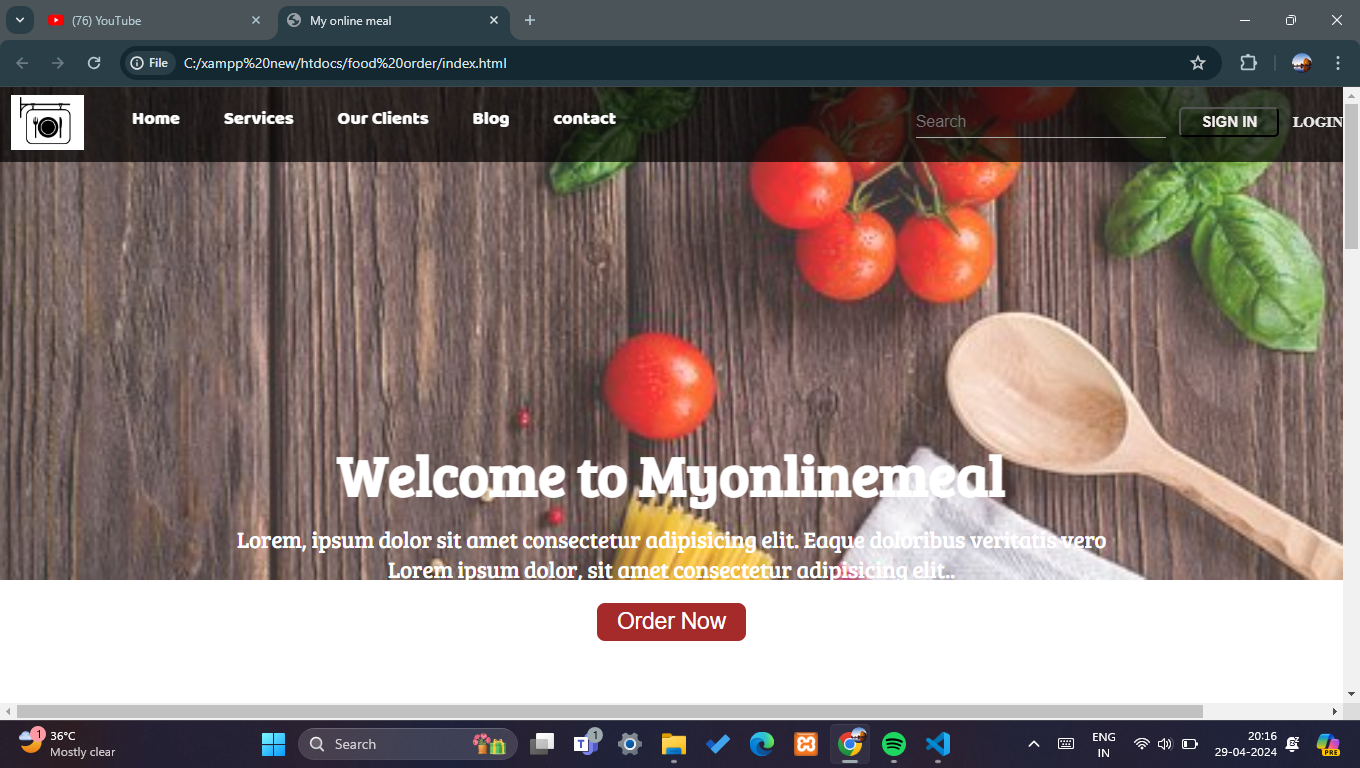 (76) YouTube
My online meal
File
C:/xampp%20new/htdocs/food%20order/index.html
Home Services Our Clients Blog contact
Search
SIGN IN
LOGIN
Welcome to Myonlinemeal
Lorem, ipsum dolor sit amet consectetur adipisicing elit. Eaque doloribus veritatis vero
Lorem ipsum dolor, sit amet consectetur adipisicing elit..
Order Now
1
36°C
Mostly clear
Search
T
1
PRE
ENG
IN
20:16
29-04-2024